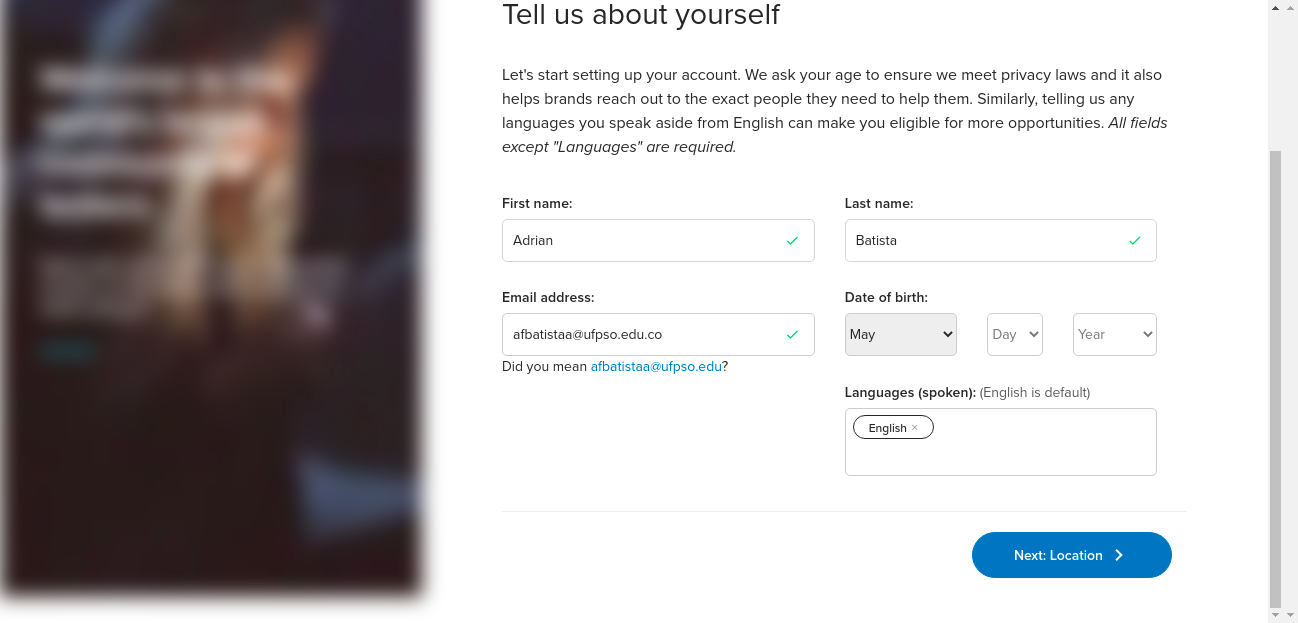 Tell us about yourself
Let's start setting up your account. We ask your age to ensure we meet privacy laws and it also
helps brands reach out to the exact people they need to help them. Similarly, telling us any
languages you speak aside from English can make you eligible for more opportunities. All fields
except "Languages" are required.
First name:
Last name:
Adrian
Batista
Email address:
Date of birth:
afbatistaa@ufpso.edu.co
May
Day
Year
Did you mean afbatistaa@ufpso.edu?
Languages (spoken): (English is default)
English ×
Next: Location